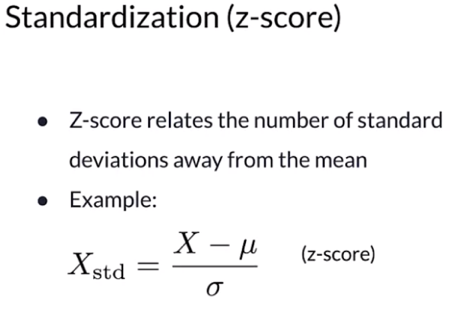 Standardization (z-score)
● Z-score relates the number of standard
deviations away from the mean
● Example:
X_std = (X − μ) / σ (z-score)